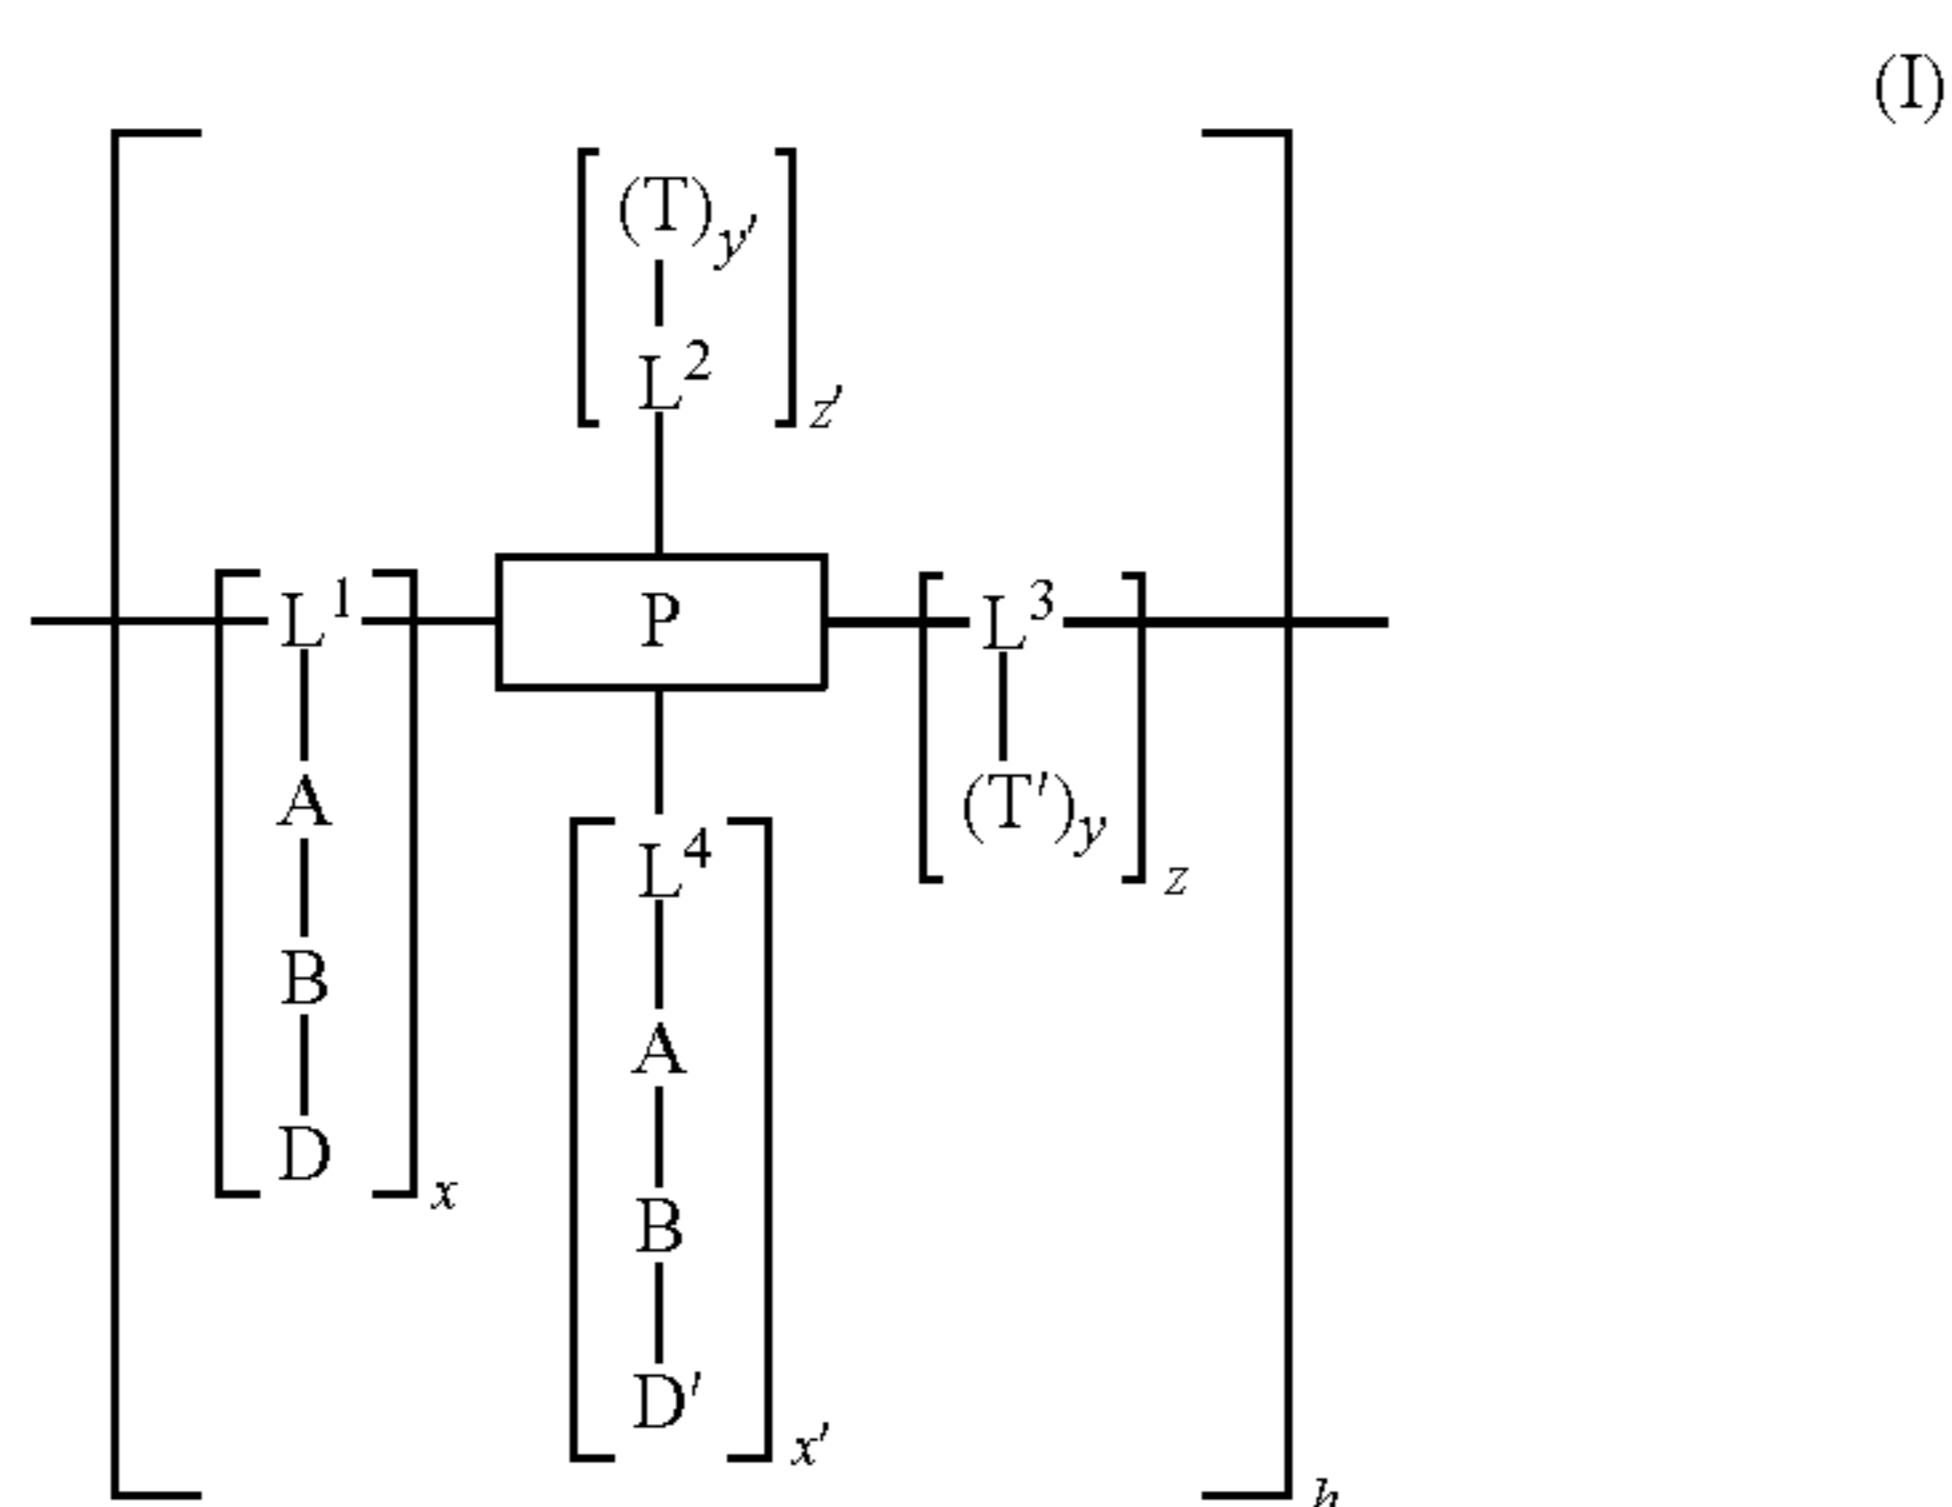 (I)
(T)y′
L2
z′
L1 P L3
A (T′)y
L4 z
B A
D x
B
D′
x′
h